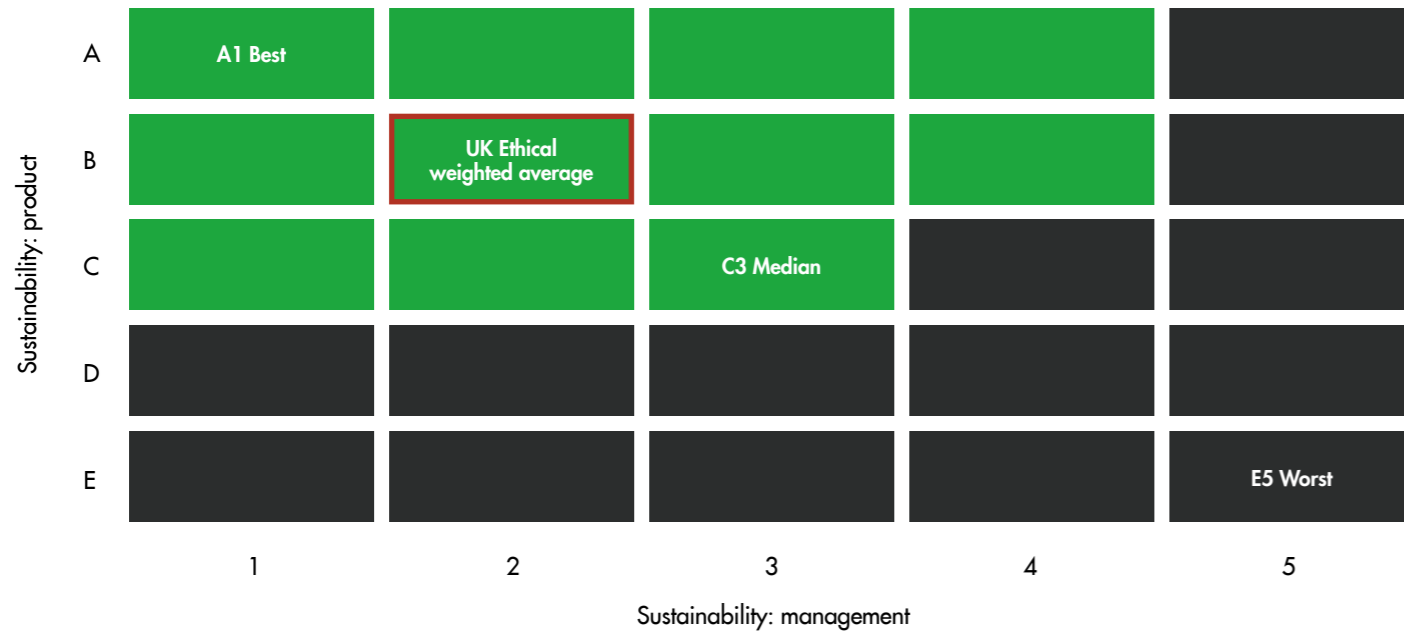 A
A1 Best
Sustainability: product
B
UK Ethical
weighted average
C
C3 Median
D
E
E5 Worst
1
2
3
4
5
Sustainability: management